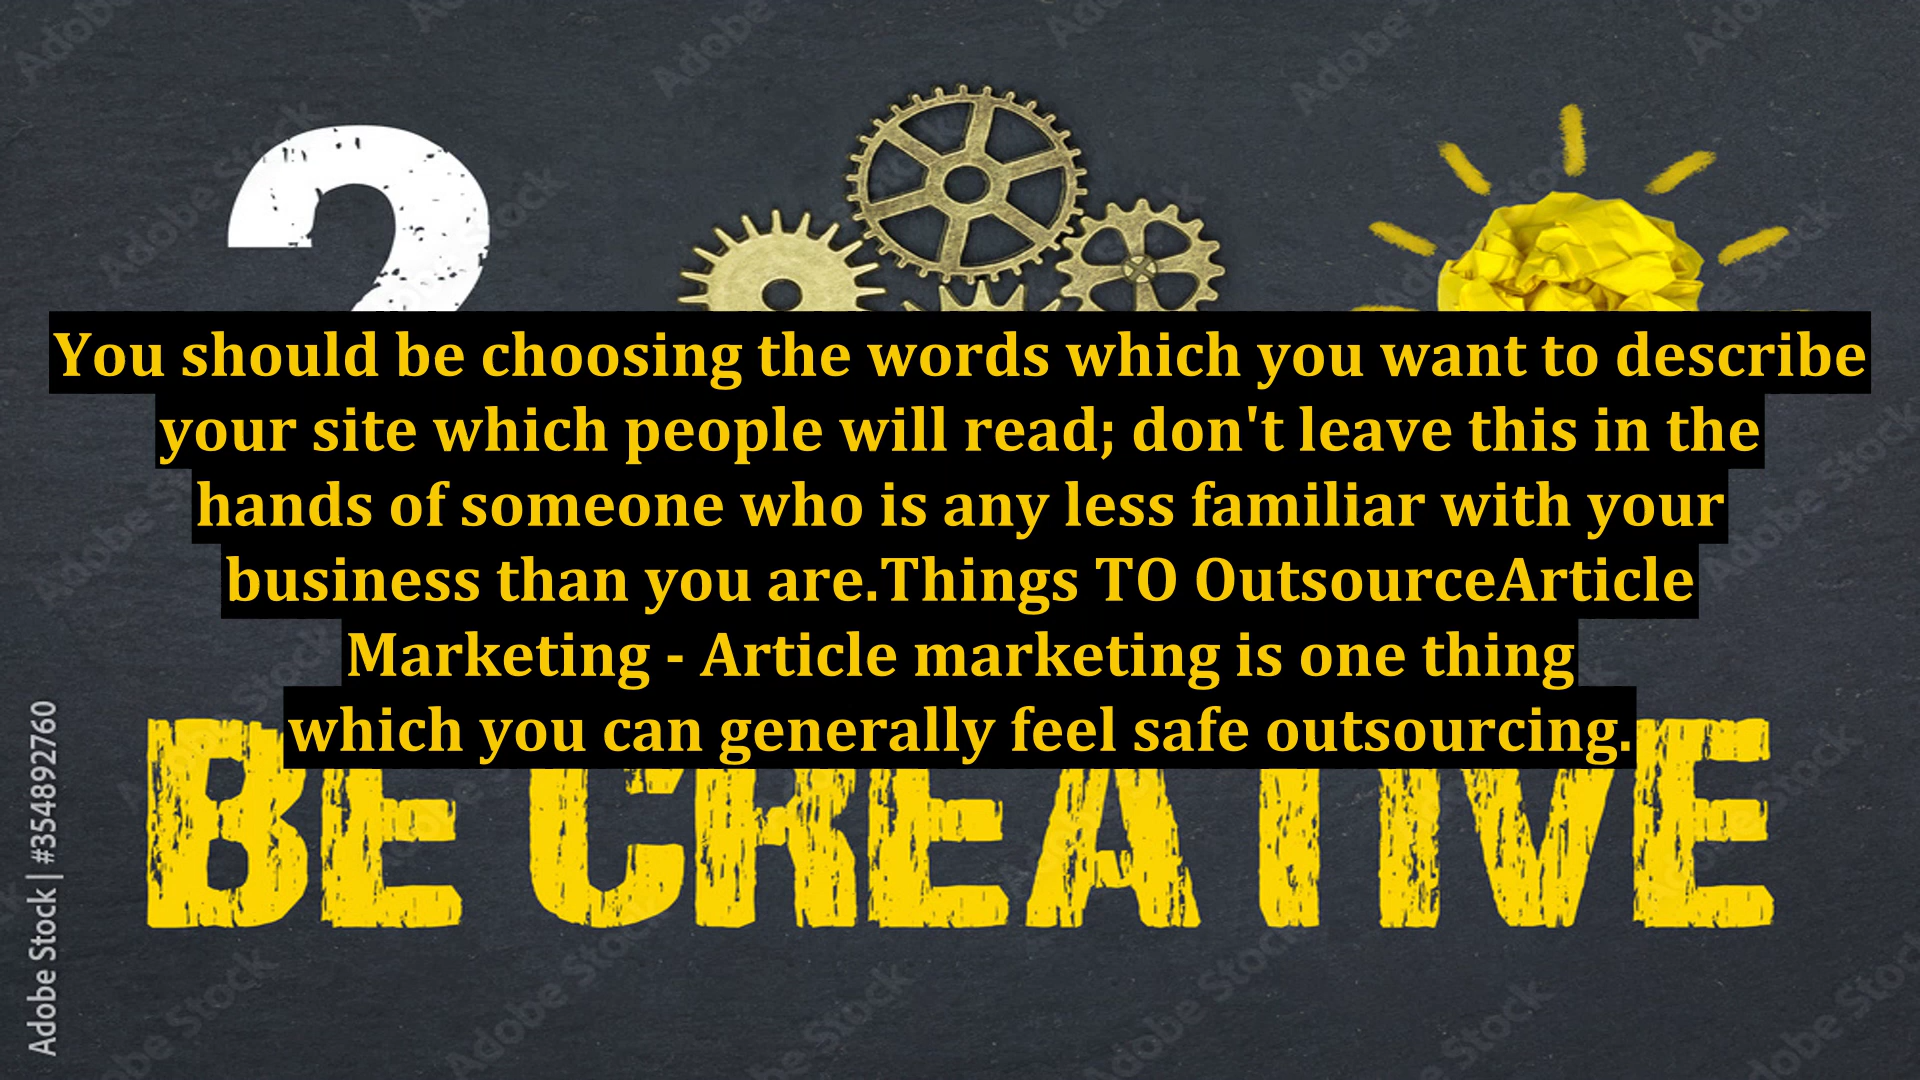 ?
You should be choosing the words which you want to describe
your site which people will read; don't leave this in the
hands of someone who is any less familiar with your
business than you are.Things TO OutsourceArticle
Marketing - Article marketing is one thing
which you can generally feel safe outsourcing.
BE CREATIVE
Adobe Stock | #354892760